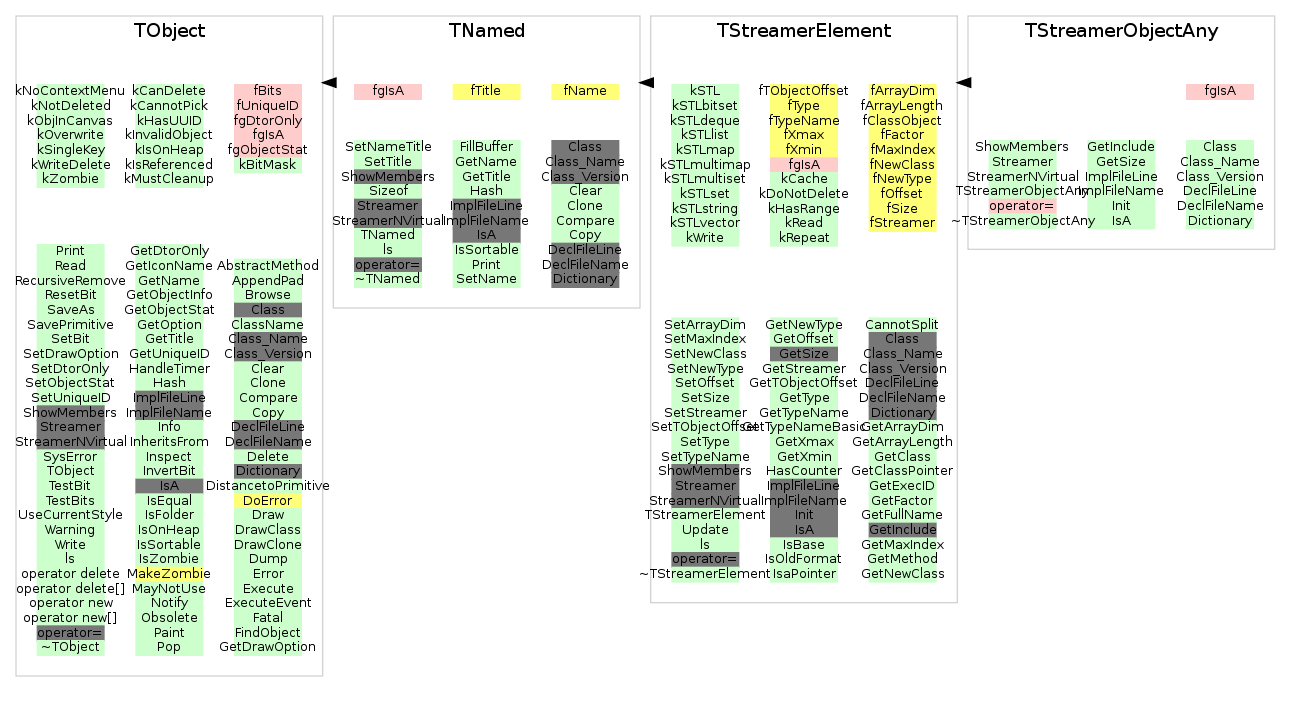 TObject
kNoContextMenu
kNotDeleted
kObjInCanvas
kOverwrite
kSingleKey
kWriteDelete
kZombie
kCanDelete
kCannotPick
kHasUUID
kInvalidObject
kIsOnHeap
kIsReferenced
kMustCleanup
fBits
fUniqueID
fgDtorOnly
fgIsA
fgObjectStat
kBitMask
Print
Read
RecursiveRemove
ResetBit
SaveAs
SavePrimitive
SetBit
SetDrawOption
SetDtorOnly
SetObjectStat
SetUniqueID
ShowMembers
Streamer
StreamerNVirtual
SysError
TObject
TestBit
TestBits
UseCurrentStyle
Warning
Write
ls
operator delete
operator delete[]
operator new
operator new[]
operator=
~TObject
GetDtorOnly
GetIconName
GetName
GetObjectInfo
GetObjectStat
GetOption
GetTitle
GetUniqueID
HandleTimer
Hash
ImplFileLine
ImplFileName
Info
InheritsFrom
Inspect
InvertBit
IsA
IsEqual
IsFolder
IsOnHeap
IsSortable
IsZombie
MakeZombie
MayNotUse
Notify
Obsolete
Paint
Pop
AbstractMethod
AppendPad
Browse
Class
ClassName
Class_Name
Class_Version
Clear
Clone
Compare
Copy
DeclFileLine
DeclFileName
Delete
Dictionary
DistancetoPrimitive
DoError
Draw
DrawClass
DrawClone
Dump
Error
Execute
ExecuteEvent
Fatal
FindObject
GetDrawOption
TNamed
fgIsA
fTitle
fName
SetNameTitle
SetTitle
ShowMembers
Sizeof
Streamer
StreamerNVirtual
TNamed
ls
operator=
~TNamed
FillBuffer
GetName
GetTitle
Hash
ImplFileLine
ImplFileName
IsA
IsSortable
Print
SetName
Class
Class_Name
Class_Version
Clear
Clone
Compare
Copy
DeclFileLine
DeclFileName
Dictionary
TStreamerElement
kSTL
kSTLbitset
kSTLdeque
kSTLlist
kSTLmap
kSTLmultimap
kSTLmultiset
kSTLset
kSTLstring
kSTLvector
kWrite
fTObjectOffset
fType
fTypeName
fXmax
fXmin
fgIsA
kCache
kDoNotDelete
kHasRange
kRead
kRepeat
fArrayDim
fArrayLength
fClassObject
fFactor
fMaxIndex
fNewClass
fNewType
fOffset
fSize
fStreamer
SetArrayDim
SetMaxIndex
SetNewClass
SetNewType
SetOffset
SetSize
SetStreamer
SetTObjectOffset
SetType
SetTypeName
ShowMembers
Streamer
StreamerNVirtual
TStreamerElement
Update
ls
operator=
~TStreamerElement
GetNewType
GetOffset
GetSize
GetStreamer
GetTObjectOffset
GetType
GetTypeName
GetTypeNameBasic
GetXmax
GetXmin
HasCounter
ImplFileLine
ImplFileName
Init
IsA
IsBase
IsOldFormat
IsaPointer
CannotSplit
Class
Class_Name
Class_Version
DeclFileLine
DeclFileName
Dictionary
GetArrayDim
GetArrayLength
GetClass
GetClassPointer
GetExecID
GetFactor
GetFullName
GetInclude
GetMaxIndex
GetMethod
GetNewClass
TStreamerObjectAny
fgIsA
ShowMembers
Streamer
StreamerNVirtual
TStreamerObjectAny
operator=
~TStreamerObjectAny
GetInclude
GetSize
ImplFileLine
ImplFileName
Init
IsA
Class
Class_Name
Class_Version
DeclFileLine
DeclFileName
Dictionary